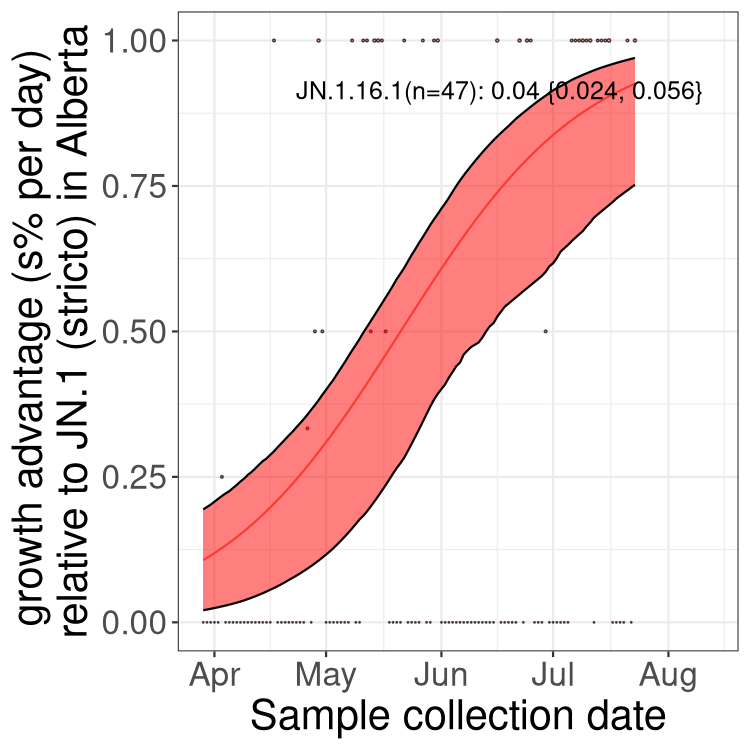 growth advantage (s% per day)
relative to JN.1 (stricto) in Alberta
1.00
0.75
0.50
0.25
0.00
JN.1.16.1(n=47): 0.04 {0.024, 0.056}
Apr May Jun Jul Aug
Sample collection date